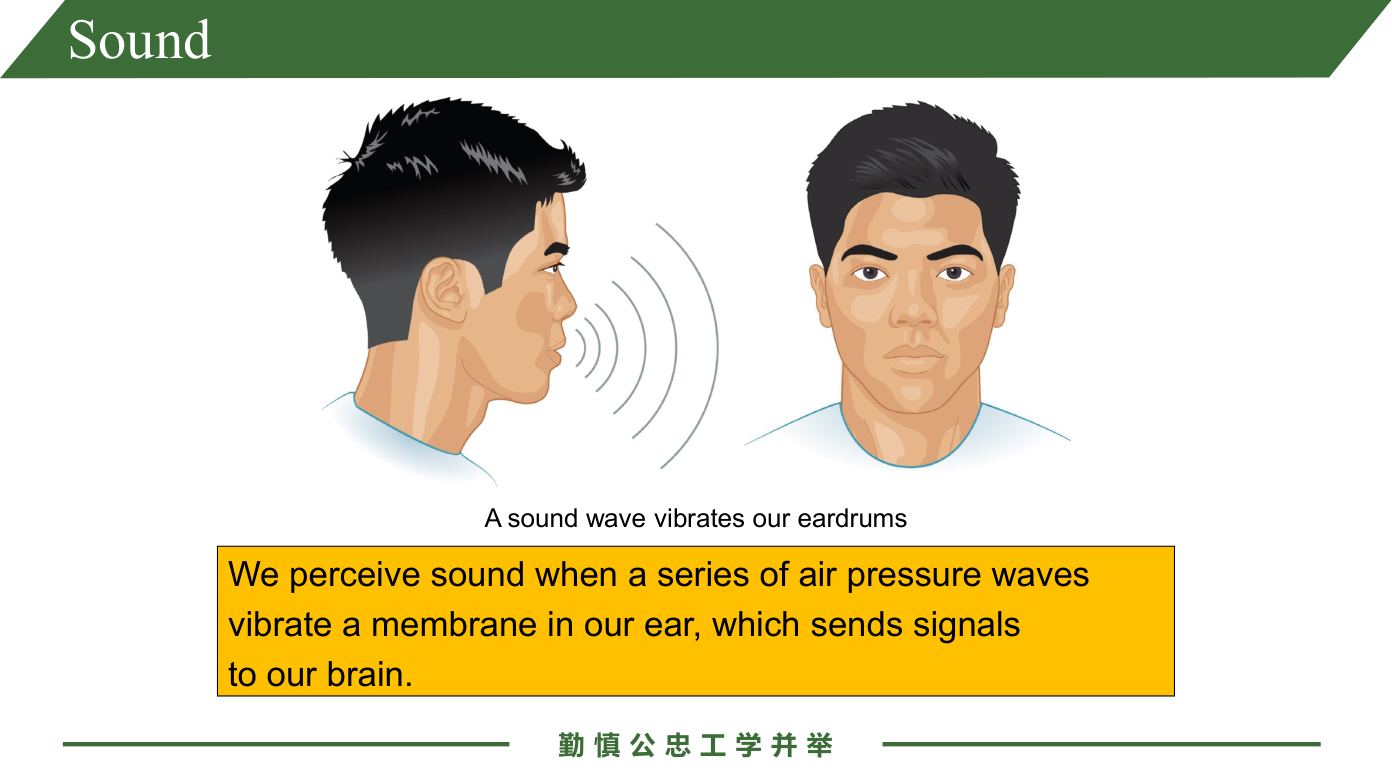 Sound
A sound wave vibrates our eardrums
We perceive sound when a series of air pressure waves
vibrate a membrane in our ear, which sends signals
to our brain.
勤慎公忠工学并举